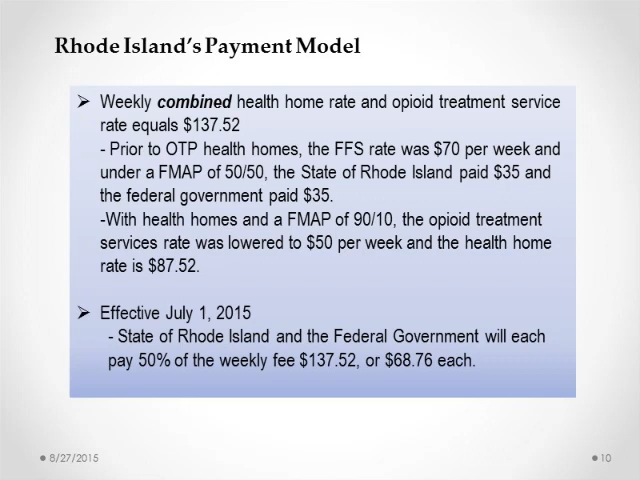 Rhode Island's Payment Model
➢ Weekly combined health home rate and opioid treatment service
rate equals $137.52
- Prior to OTP health homes, the FFS rate was $70 per week and
under a FMAP of 50/50, the State of Rhode Island paid $35 and
the federal government paid $35.
-With health homes and a FMAP of 90/10, the opioid treatment
services rate was lowered to $50 per week and the health home
rate is $87.52.
➢ Effective July 1, 2015
- State of Rhode Island and the Federal Government will each
pay 50% of the weekly fee $137.52, or $68.76 each.
8/27/2015
10